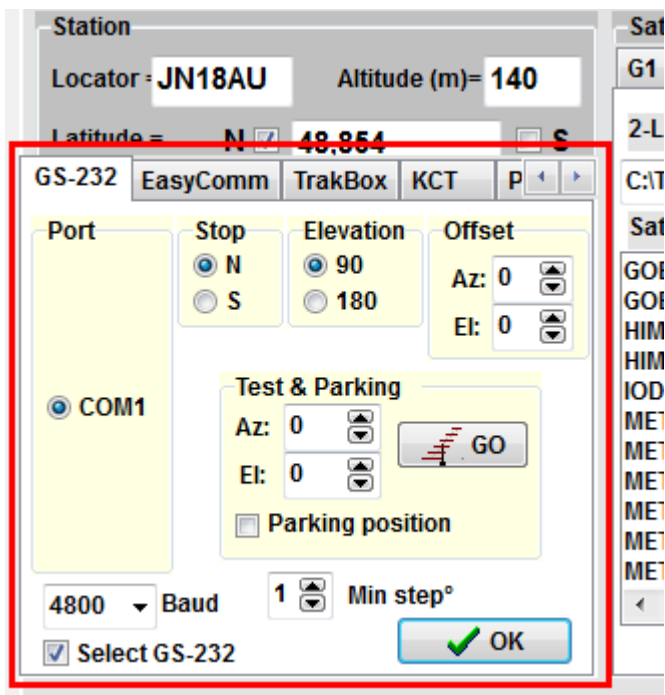 Station
Locator = JN18AU Altitude (m)= 140
Latitude = N 48,854 S
GS-232 EasyComm TrakBox KCT P
Port
COM1
Stop
N
S
Elevation
90
180
Offset
Az: 0
El: 0
Test & Parking
Az: 0
El: 0
GO
Parking position
4800 Baud 1 Min step°
Select GS-232
OK
Sat
G1
2-L
C:\T
Sat
GOE
GOE
HIM
HIM
IOD
MET
MET
MET
MET
MET
MET